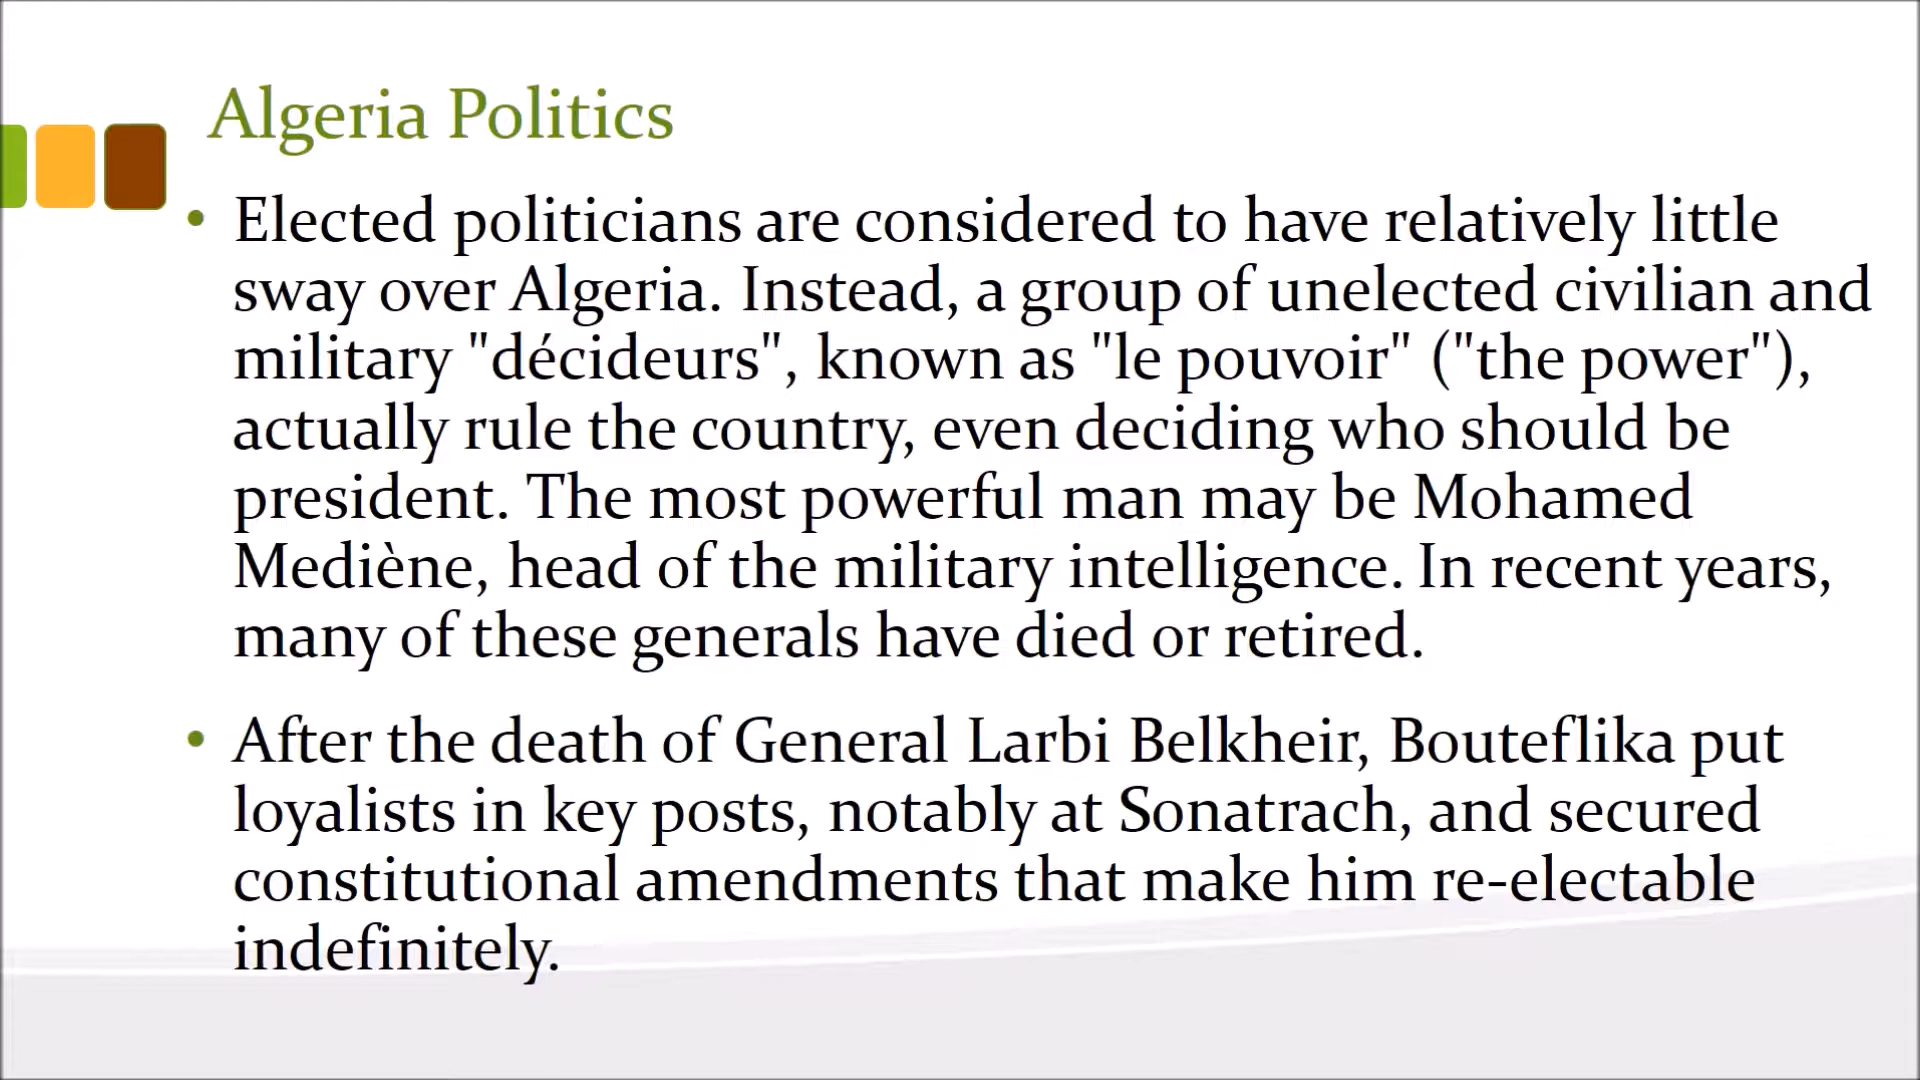 Algeria Politics
• Elected politicians are considered to have relatively little
sway over Algeria. Instead, a group of unelected civilian and
military "décideurs", known as "le pouvoir" ("the power"),
actually rule the country, even deciding who should be
president. The most powerful man may be Mohamed
Mediène, head of the military intelligence. In recent years,
many of these generals have died or retired.
• After the death of General Larbi Belkheir, Bouteflika put
loyalists in key posts, notably at Sonatrach, and secured
constitutional amendments that make him re-electable
indefinitely.